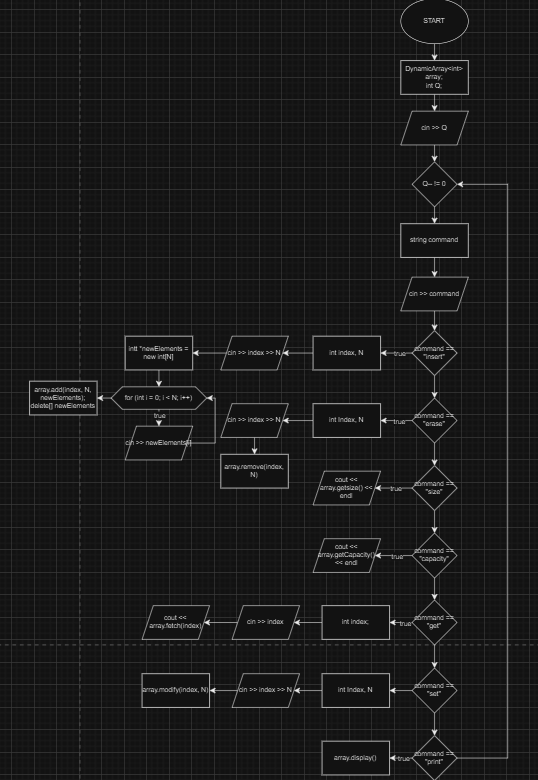 START
DynamicArray<int>
array;
int Q;
cin >> Q
Q-- != 0
string command
cin >> command
command ==
"insert"
true
int index, N
cin >> index >> N
intt *newElements =
new int[N]
for (int i = 0; i < N; i++)
array.add(index, N,
newElements);
delete[] newElements
true
cin >> newElements[i]
command ==
"erase"
true
int Index, N
cin >> index >> N
array.remove(index,
N)
command ==
"size"
true
cout <<
array.getsize() <<
endl
command ==
"capacity"
true
cout <<
array.getCapacity()
<< endl
command ==
"get"
true
int index;
cin >> index
cout <<
array.fetch(index)
command ==
"set"
true
int Index, N
cin >> index >> N
array.modify(index, N)
command ==
"print"
true
array.display()